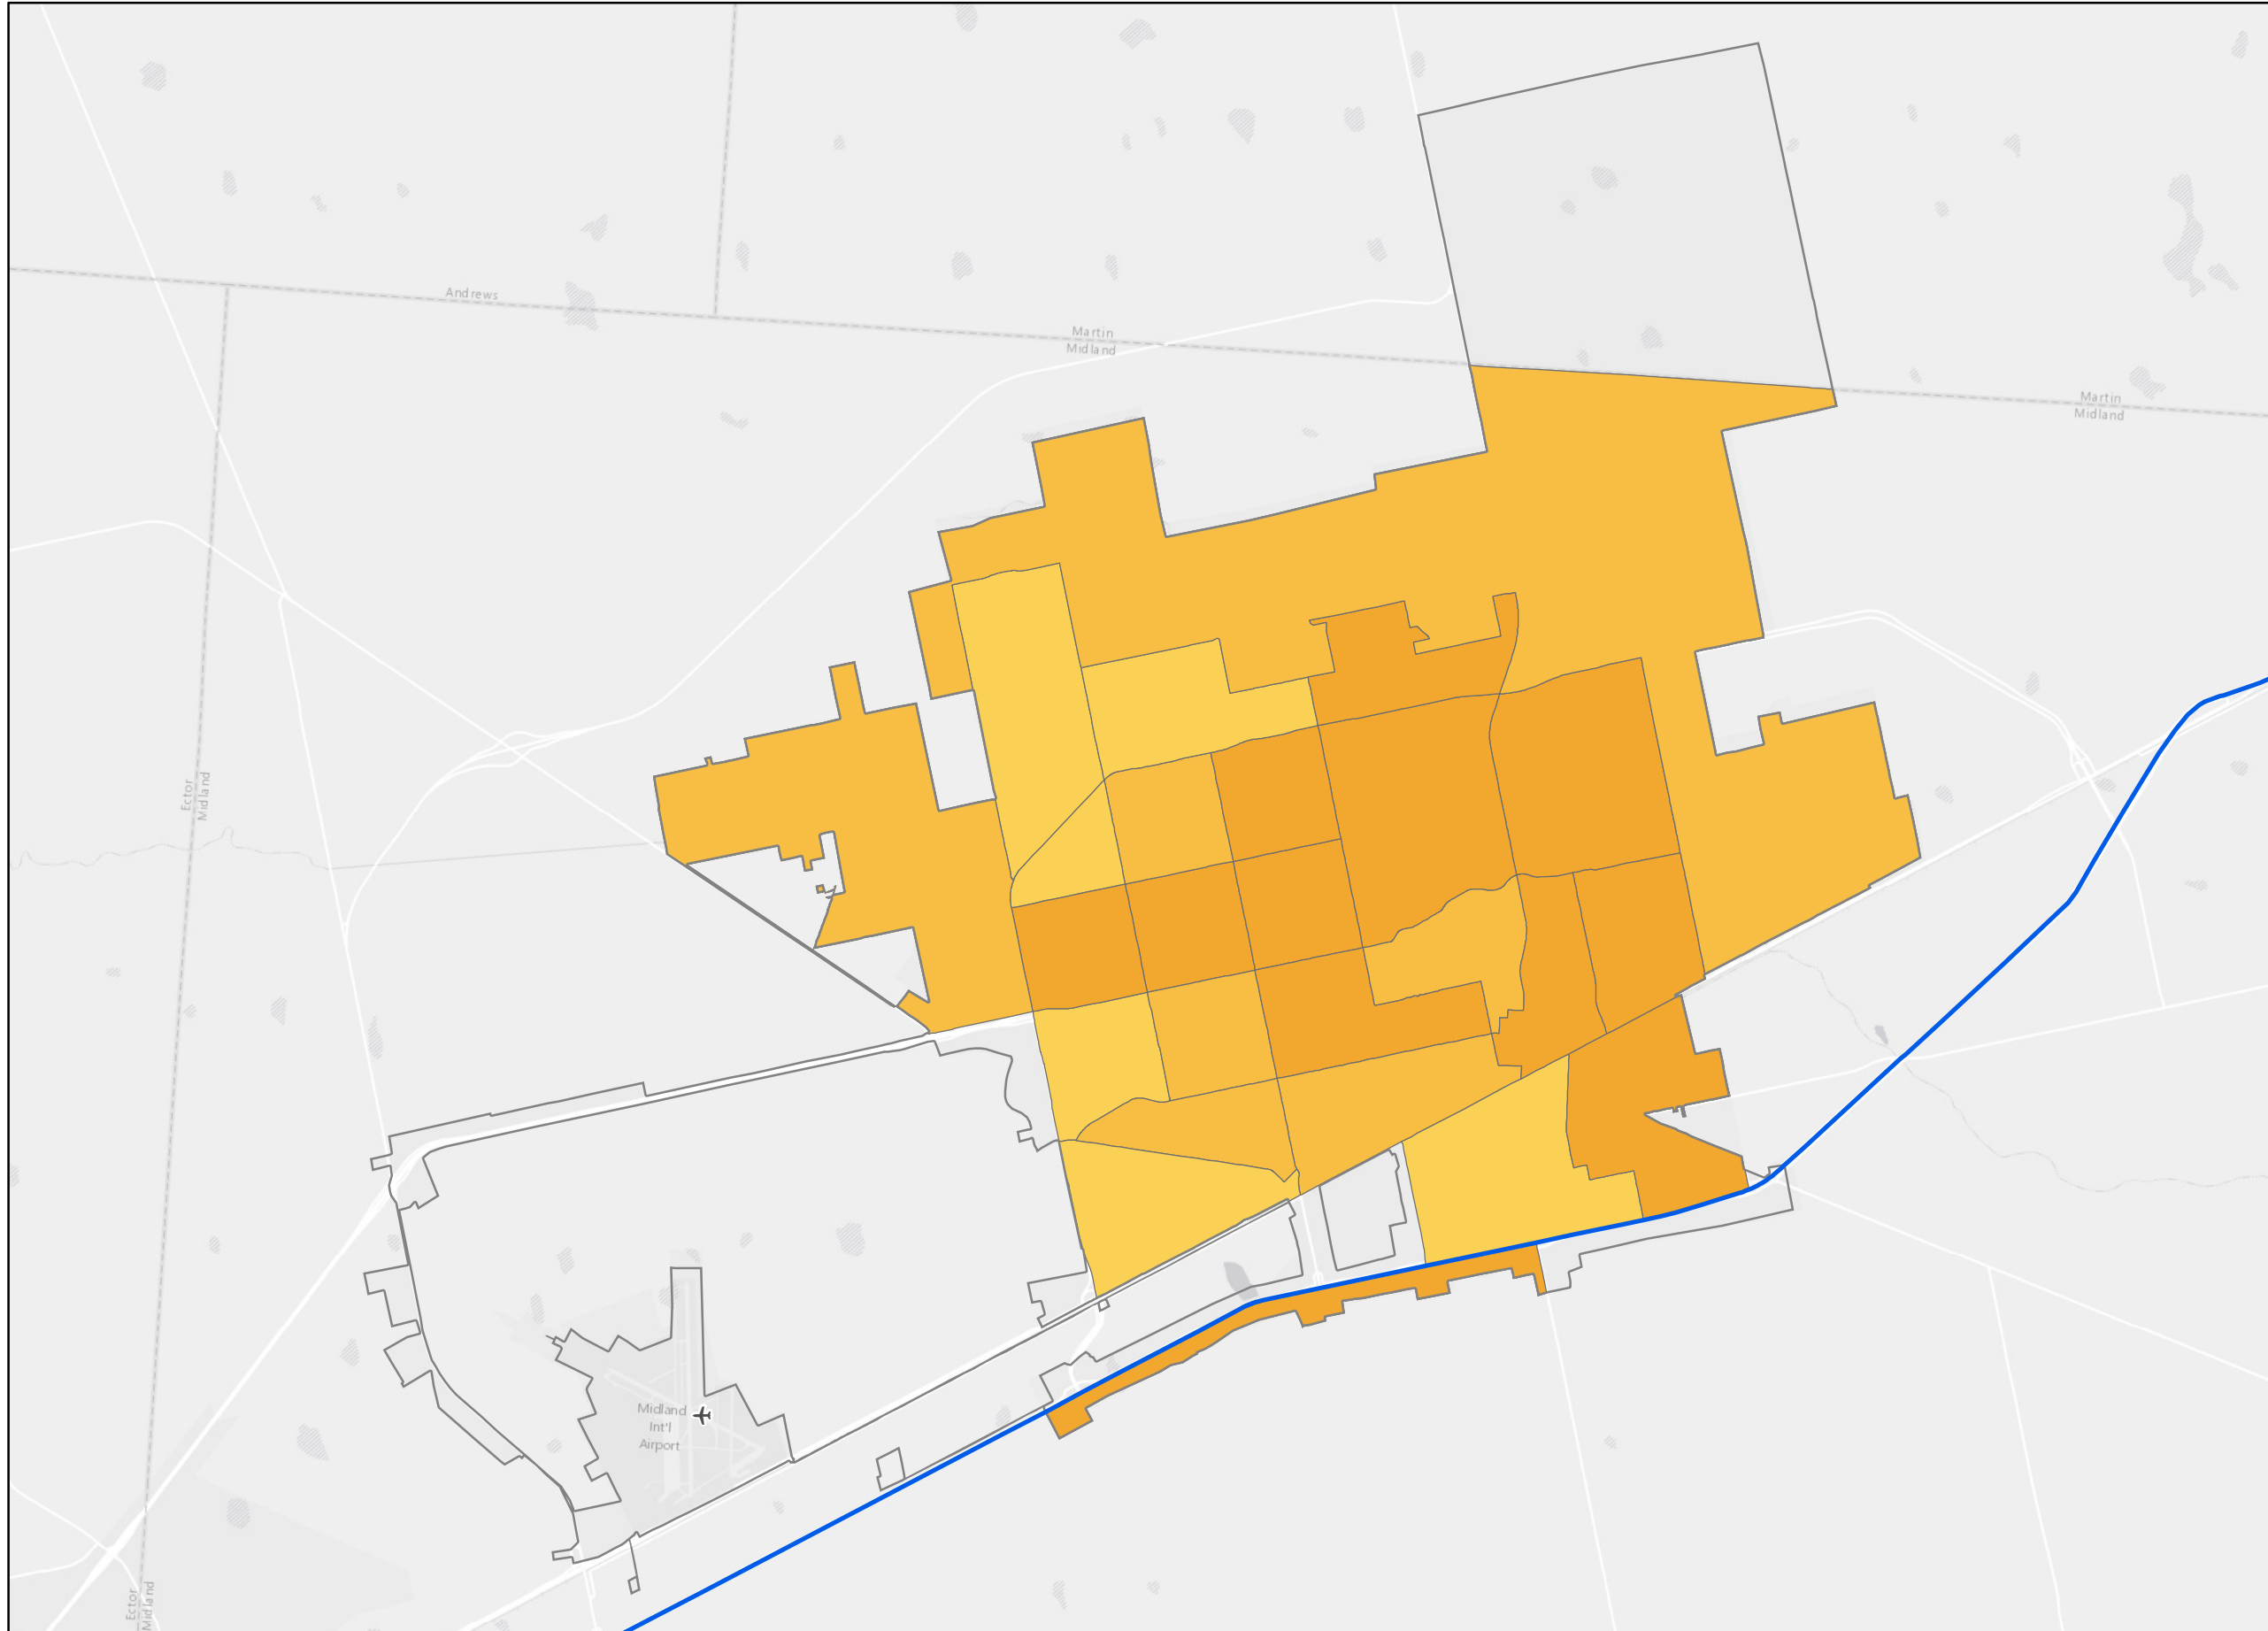 Andrews
Martin
Midland
Martin
Midland
Ector
Midland
Midland
Int'l
Airport
Ector
Midland